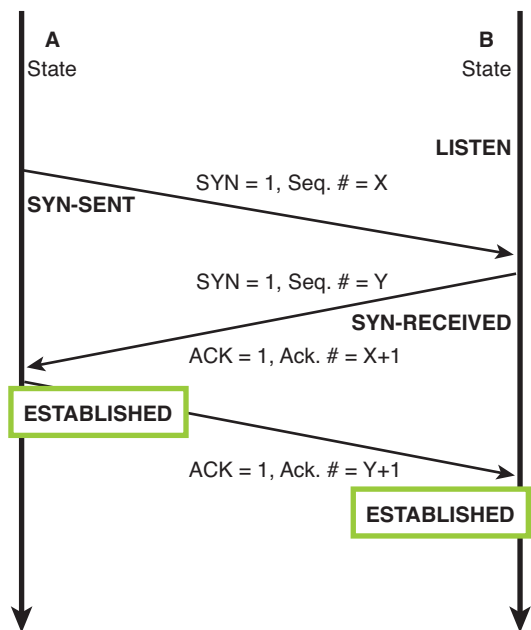 A
State
B
State
LISTEN
SYN = 1, Seq. # = X
SYN-SENT
SYN = 1, Seq. # = Y
SYN-RECEIVED
ACK = 1, Ack. # = X+1
ESTABLISHED
ACK = 1, Ack. # = Y+1
ESTABLISHED